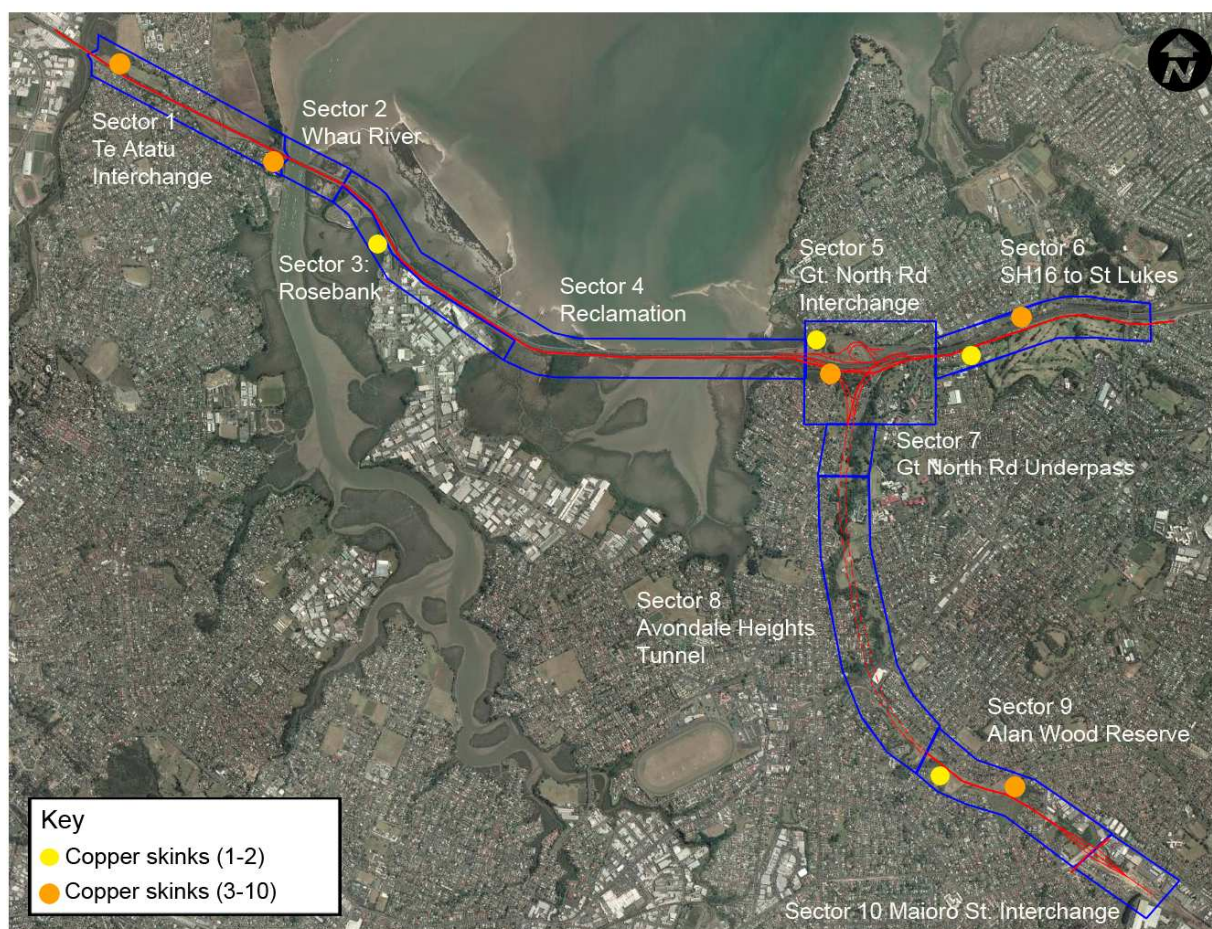 N
Sector 1
Te Atatu
Interchange
Sector 2
Whau River
Sector 3:
Rosebank
Sector 4
Reclamation
Sector 5
Gt. North Rd
Interchange
Sector 6
SH16 to St Lukes
Sector 7
Gt North Rd Underpass
Sector 8
Avondale Heights
Tunnel
Sector 9
Alan Wood Reserve
Sector 10 Maioro St. Interchange
Key
Copper skinks (1-2)
Copper skinks (3-10)